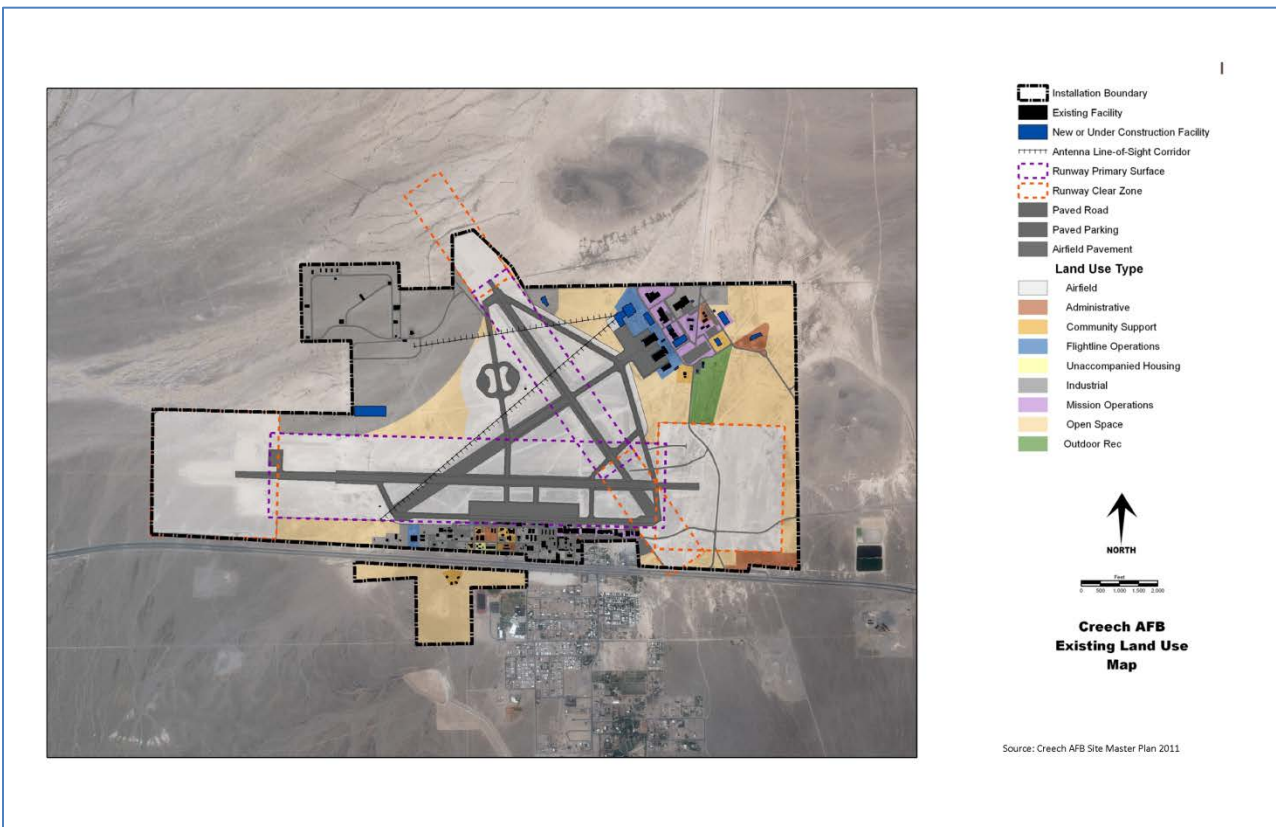 Installation Boundary
Existing Facility
New or Under Construction Facility
Antenna Line-of-Sight Corridor
Runway Primary Surface
Runway Clear Zone
Paved Road
Paved Parking
Airfield Pavement
Land Use Type
Airfield
Administrative
Community Support
Flightline Operations
Unaccompanied Housing
Industrial
Mission Operations
Open Space
Outdoor Rec
NORTH
Feet
0 500 1,000 1,500 2,000
Creech AFB
Existing Land Use
Map
Source: Creech AFB Site Master Plan 2011